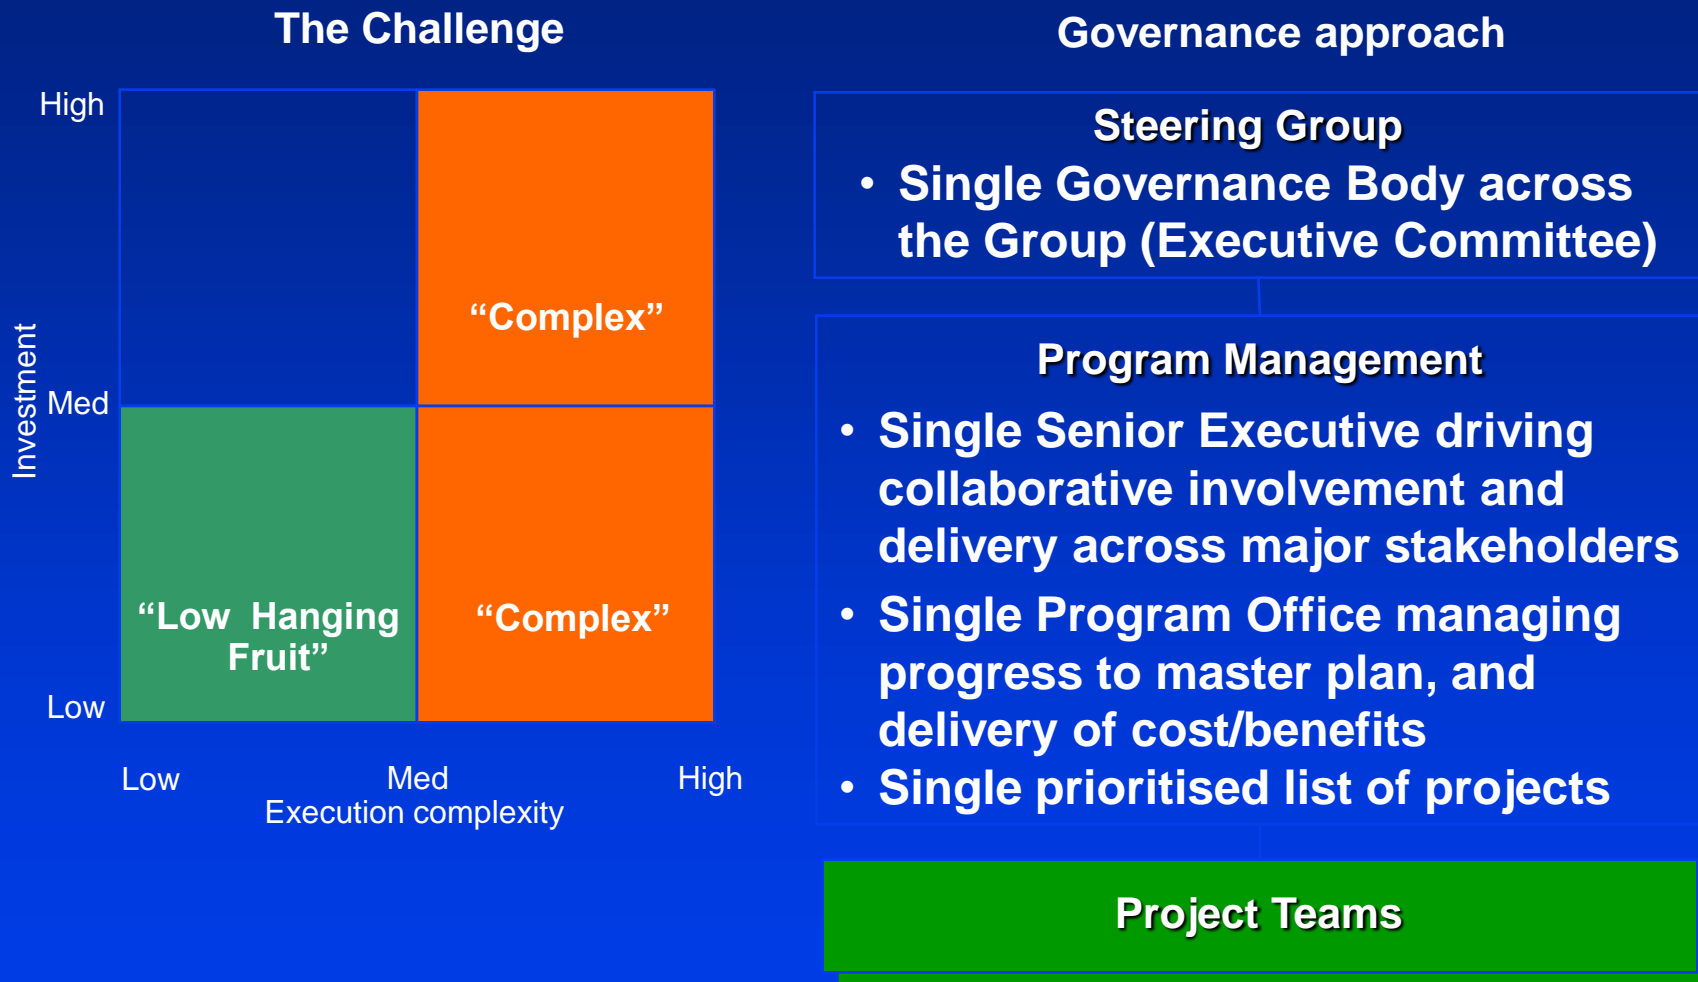 The Challenge
High
Investment
Med
Low
“Complex”
“Low  Hanging
Fruit”
“Complex”
Low
Med
High
Execution complexity
Governance approach
Steering Group
• Single Governance Body across
the Group (Executive Committee)
Program Management
• Single Senior Executive driving
collaborative involvement and
delivery across major stakeholders
• Single Program Office managing
progress to master plan, and
delivery of cost/benefits
• Single prioritised list of projects
Project Teams